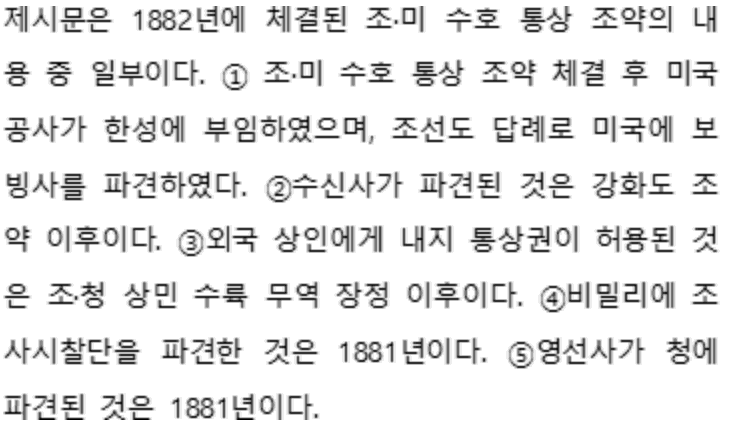 제시문은 1882년에 체결된 조·미 수호 통상 조약의 내
용 중 일부이다. ① 조·미 수호 통상 조약 체결 후 미국
공사가 한성에 부임하였으며, 조선도 답례로 미국에 보
빙사를 파견하였다. ②수신사가 파견된 것은 강화도 조
약 이후이다. ③외국 상인에게 내지 통상권이 허용된 것
은 조·청 상민 수륙 무역 장정 이후이다. ④비밀리에 조
사시찰단을 파견한 것은 1881년이다. ⑤영선사가 청에
파견된 것은 1881년이다.